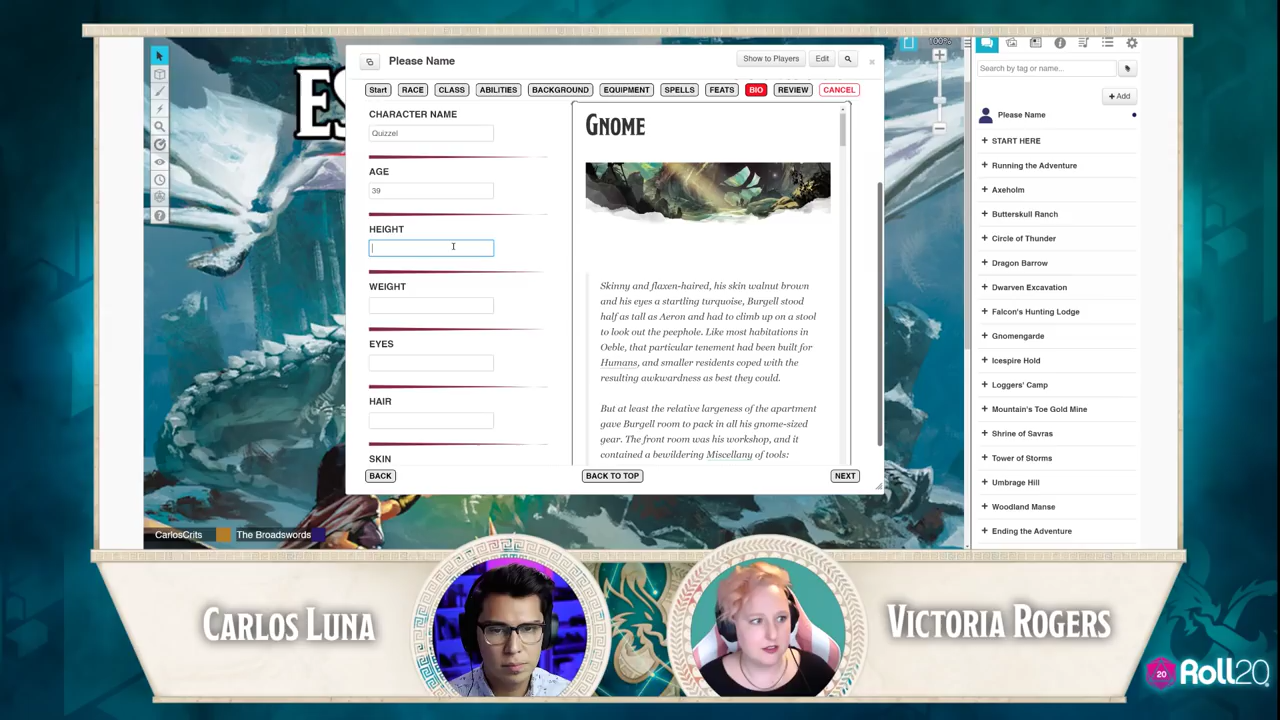 ES
Please Name
Show to Players
Edit
Start
RACE
CLASS
ABILITIES
BACKGROUND
EQUIPMENT
SPELLS
FEATS
BIO
REVIEW
CANCEL
CHARACTER NAME
Quizzel
AGE
39
HEIGHT
WEIGHT
EYES
HAIR
SKIN
GNOME
Skinny and flaxen-haired, his skin walnut brown
and his eyes a startling turquoise, Burgell stood
half as tall as Aeron and had to climb up on a stool
to look out the peephole. Like most habitations in
Oeble, that particular tenement had been built for
Humans, and smaller residents coped with the
resulting awkwardness as best they could.
But at least the relative largeness of the apartment
gave Burgell room to pack in all his gnome-sized
gear. The front room was his workshop, and it
contained a bewildering Miscellany of tools:
BACK
BACK TO TOP
NEXT
100%
Search by tag or name...
+ Add
Please Name
+ START HERE
+ Running the Adventure
+ Axeholm
+ Butterskull Ranch
+ Circle of Thunder
+ Dragon Barrow
+ Dwarven Excavation
+ Falcon's Hunting Lodge
+ Gnomengarde
+ Icespire Hold
+ Loggers' Camp
+ Mountain's Toe Gold Mine
+ Shrine of Savras
+ Tower of Storms
+ Umbrage Hill
+ Woodland Manse
+ Ending the Adventure
CarlosCrits
The Broadswords
CARLOS LUNA
VICTORIA ROGERS
20
Roll20